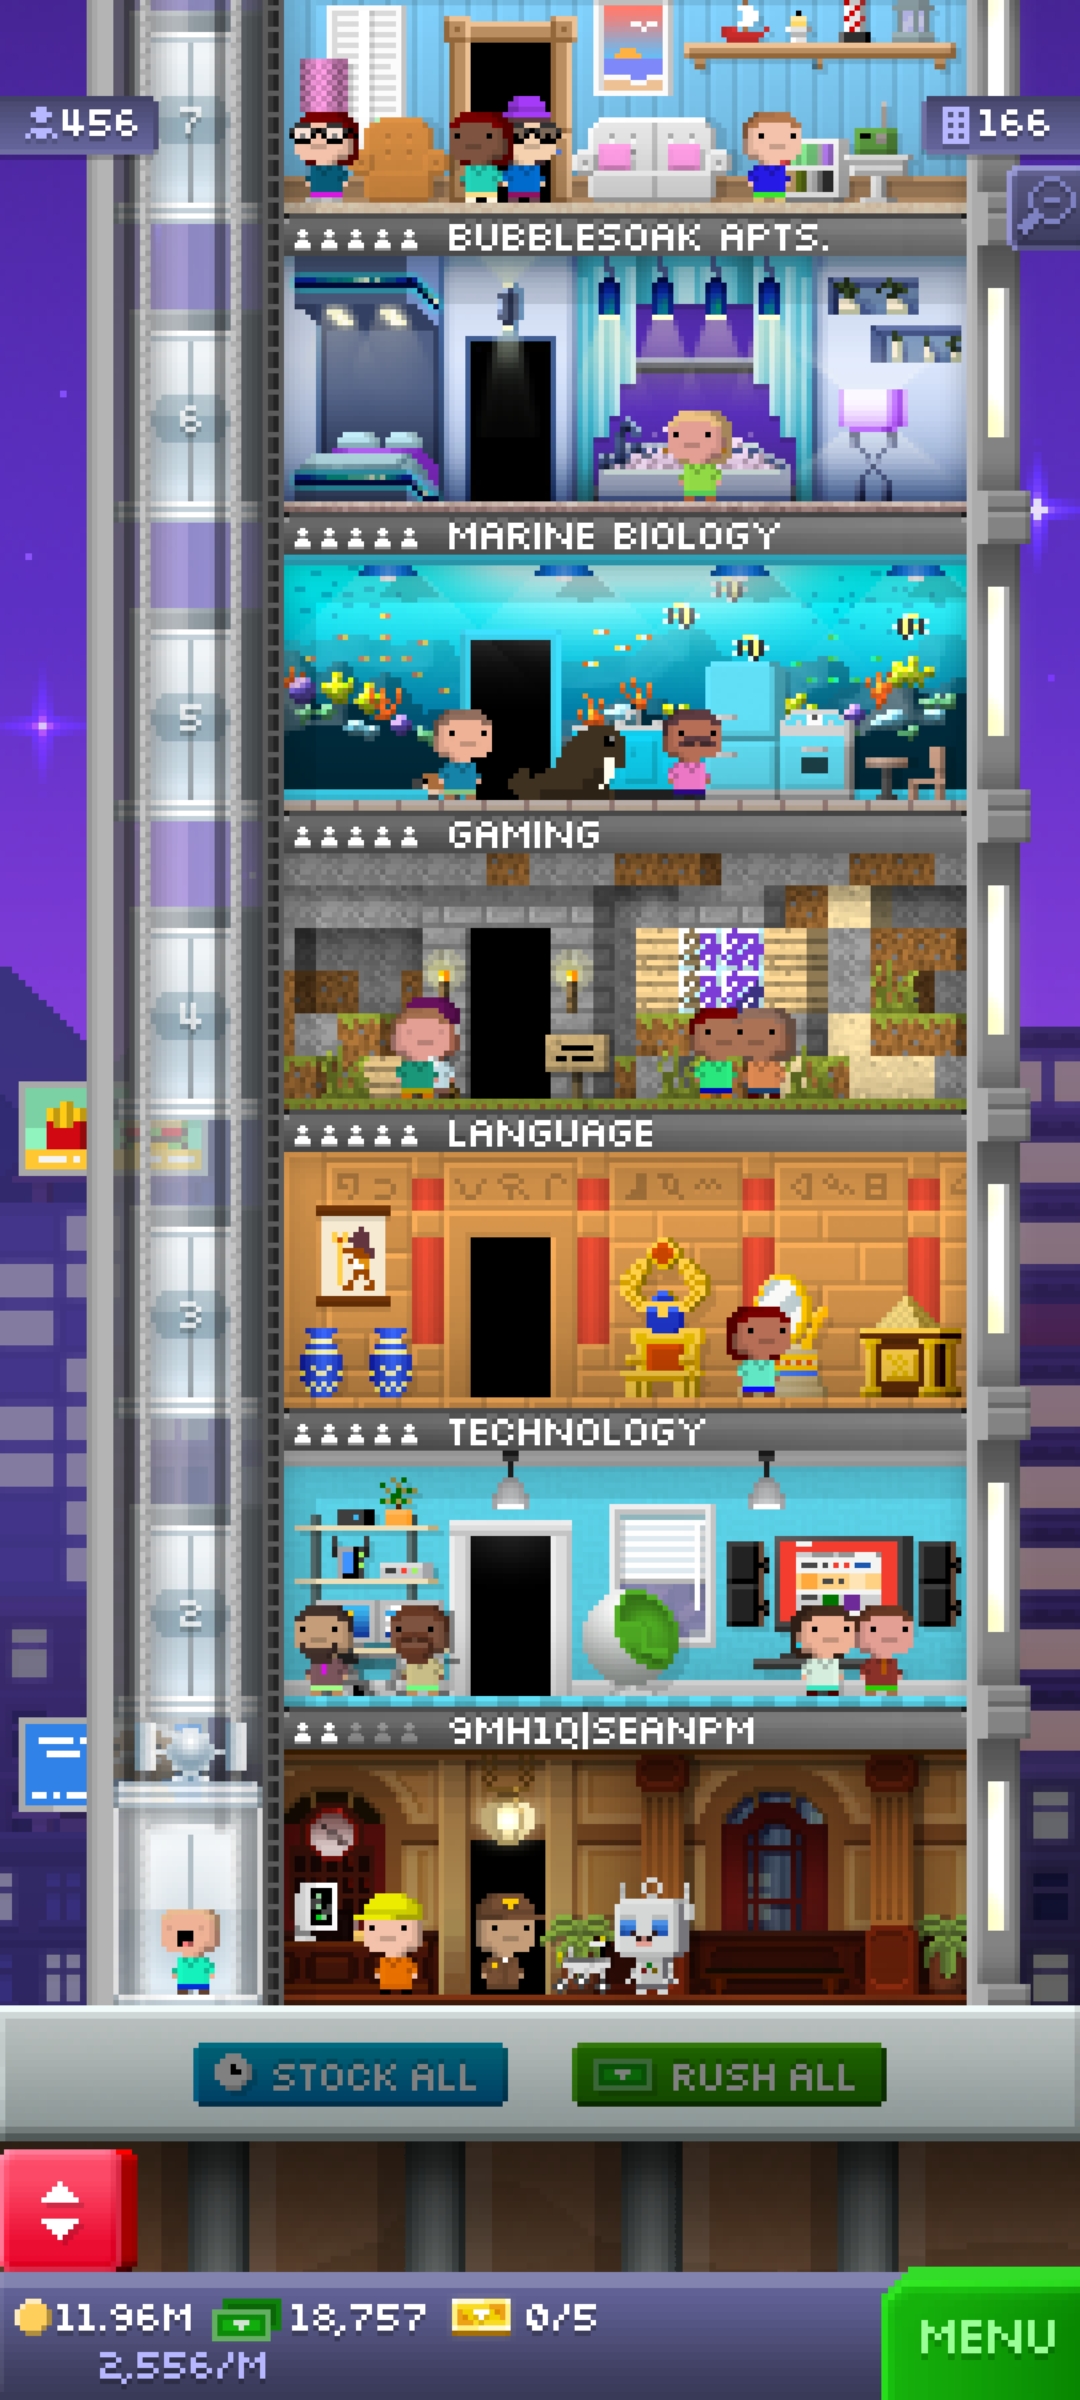 7
456
166
BUBBLESOAK APTS.
6
MARINE BIOLOGY
5
GAMING
4
LANGUAGE
3
TECHNOLOGY
2
9MH1Q|SEANPM
STOCK ALL
RUSH ALL
11.96M
18,757
0/5
2,556/M
MENU